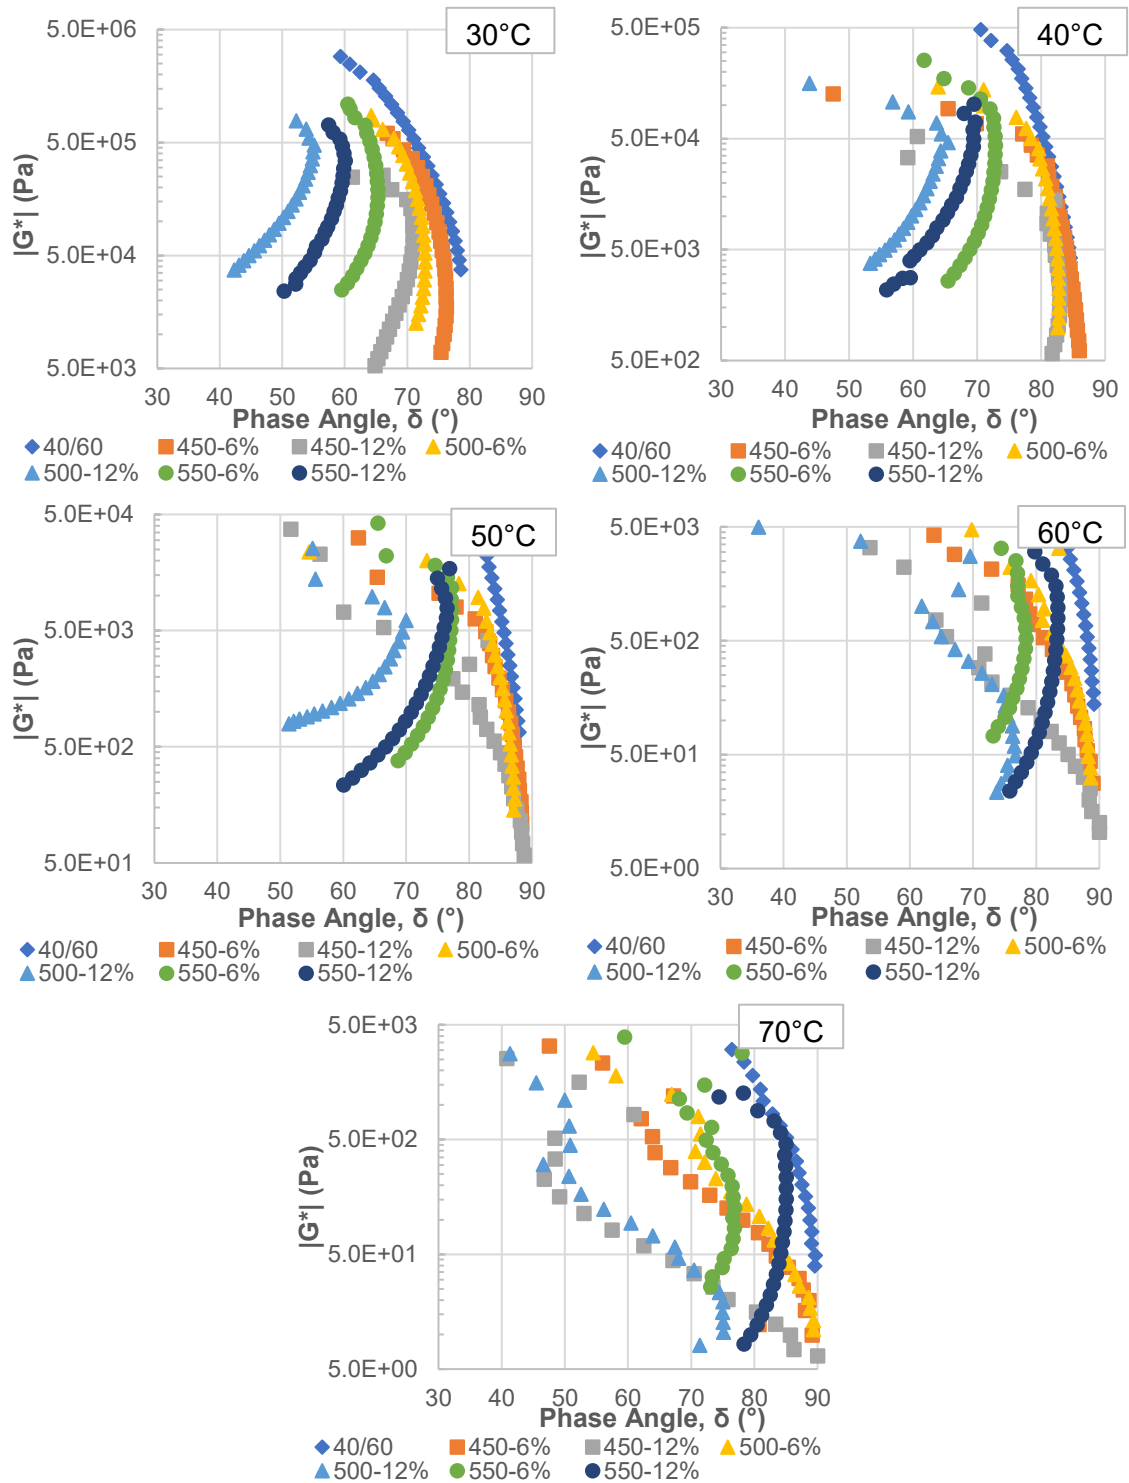 30°C
5.0E+06
5.0E+05
5.0E+04
5.0E+03
|G*| (Pa)
30 40 50 60 70 80 90
Phase Angle, δ (°)
40/60 450-6% 450-12% 500-6%
500-12% 550-6% 550-12%
40°C
5.0E+05
5.0E+04
5.0E+03
5.0E+02
|G*| (Pa)
30 40 50 60 70 80 90
Phase Angle, δ (°)
40/60 450-6% 450-12% 500-6%
500-12% 550-6% 550-12%
50°C
5.0E+04
5.0E+03
5.0E+02
5.0E+01
|G*| (Pa)
30 40 50 60 70 80 90
Phase Angle, δ (°)
40/60 450-6% 450-12% 500-6%
500-12% 550-6% 550-12%
60°C
5.0E+03
5.0E+02
5.0E+01
5.0E+00
|G*| (Pa)
30 40 50 60 70 80 90
Phase Angle, δ (°)
40/60 450-6% 450-12% 500-6%
500-12% 550-6% 550-12%
70°C
5.0E+03
5.0E+02
5.0E+01
5.0E+00
|G*| (Pa)
30 40 50 60 70 80 90
Phase Angle, δ (°)
40/60 450-6% 450-12% 500-6%
500-12% 550-6% 550-12%